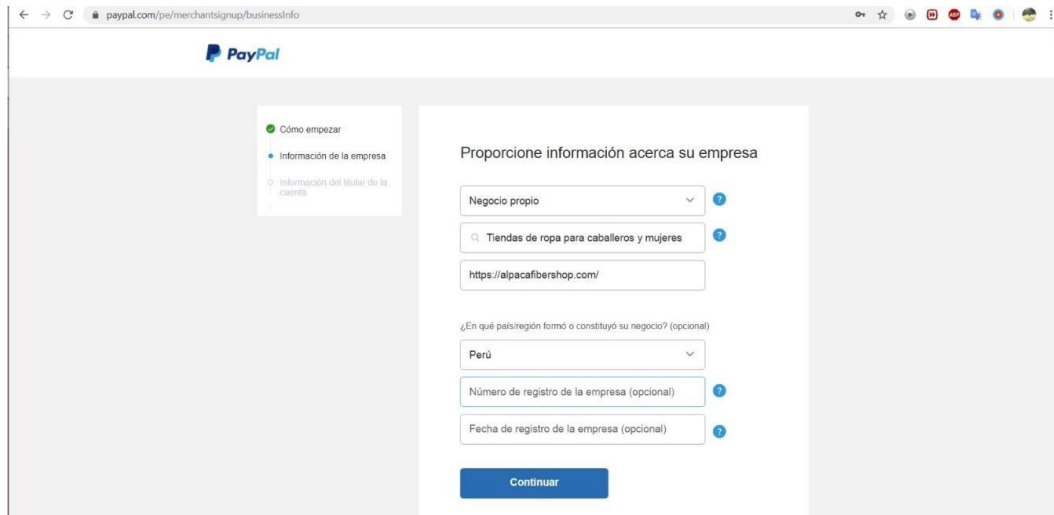 paypal.com/pe/merchantsignup/businessInfo
ABP
PayPal
Cómo empezar
Información de la empresa
Información del titular de la
cuenta
Proporcione información acerca su empresa
Negocio propio
?
Tiendas de ropa para caballeros y mujeres
?
https://alpacafibershop.com/
¿En qué país/región formó o constituyó su negocio? (opcional)
Perú
Número de registro de la empresa (opcional)
?
Fecha de registro de la empresa (opcional)
?
Continuar